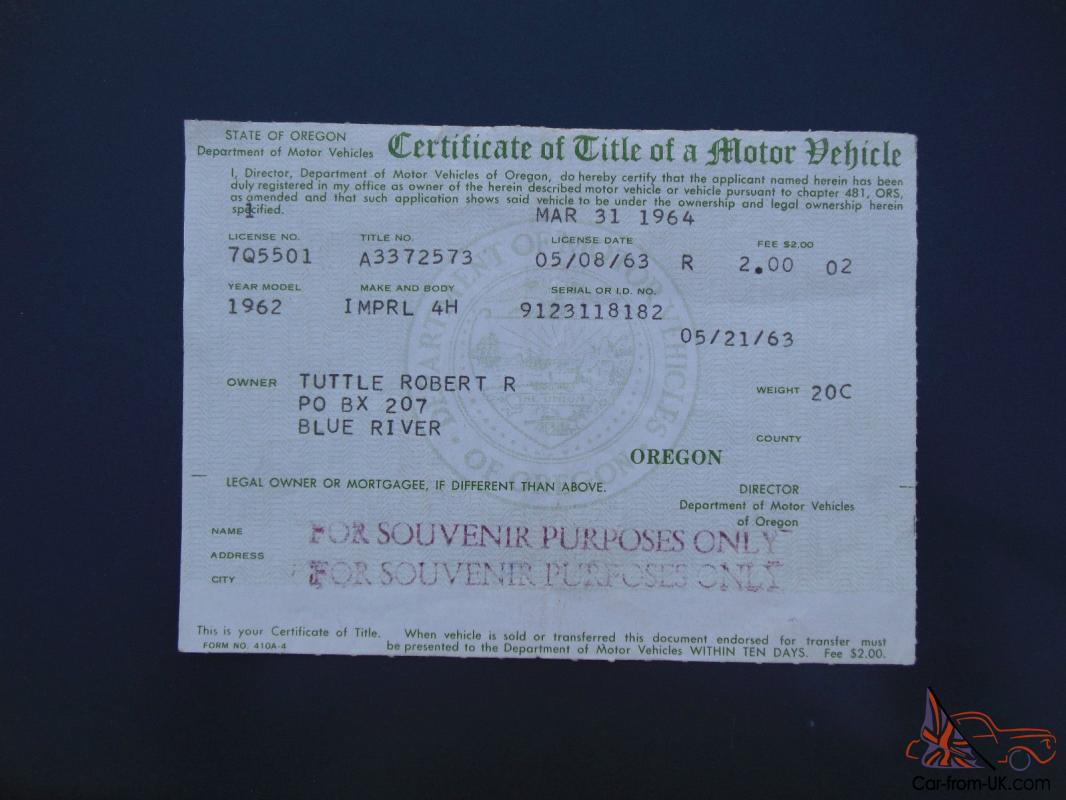 STATE OF OREGON
Department of Motor Vehicles
Certificate of Title of a Motor Vehicle
I, Director, Department of Motor Vehicles of Oregon, do hereby certify that the applicant named herein has been
duly registered in my office as owner of the herein described motor vehicle or vehicle pursuant to chapter 481, ORS,
as amended and that such application shows said vehicle to be under the ownership and legal ownership herein
specified.
1
MAR 31 1964
LICENSE NO. TITLE NO. LICENSE DATE FEE $2.00
7Q5501 A3372573 05/08/63 R 2.00 02
YEAR MODEL MAKE AND BODY SERIAL OR I.D. NO.
1962 IMPRL 4H 9123118182
05/21/63
OWNER TUTTLE ROBERT R WEIGHT 20C
PO BX 207
BLUE RIVER
COUNTY
OREGON
DEPARTMENT OF MOTOR VEHICLES
OF OREGON
THE UNION
LEGAL OWNER OR MORTGAGEE, IF DIFFERENT THAN ABOVE.
DIRECTOR
Department of Motor Vehicles
of Oregon
NAME FOR SOUVENIR PURPOSES ONLY
ADDRESS
CITY FOR SOUVENIR PURPOSES ONLY
This is your Certificate of Title. When vehicle is sold or transferred this document endorsed for transfer must
FORM NO. 410A-4 be presented to the Department of Motor Vehicles WITHIN TEN DAYS. Fee $2.00.
Car-from-UK.com